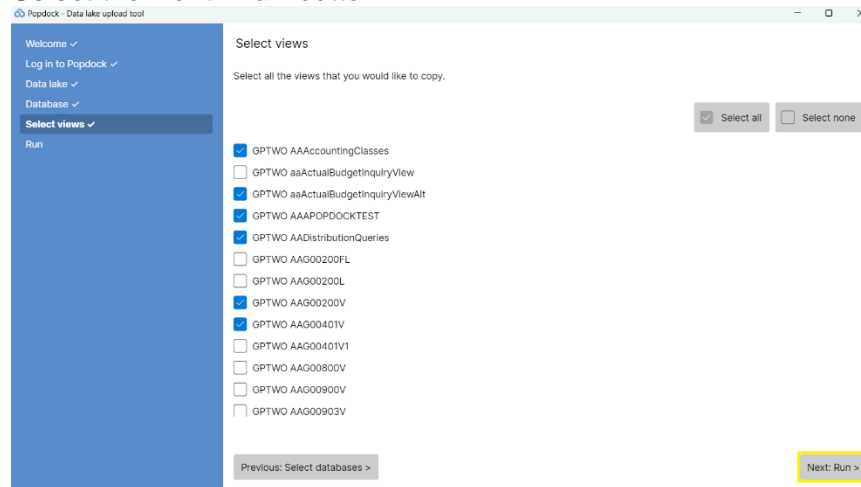 Popdock - Data lake upload tool
Welcome ✓
Log in to Popdock ✓
Data lake ✓
Database ✓
Select views ✓
Run
Select views
Select all the views that you would like to copy.
Select all
Select none
GPTWO AAAccountingClasses
GPTWO aaActualBudgetInquiryView
GPTWO aaActualBudgetInquiryViewAlt
GPTWO AAAPOPDOCKTEST
GPTWO AADistributionQueries
GPTWO AAG00200FL
GPTWO AAG00200L
GPTWO AAG00200V
GPTWO AAG00401V
GPTWO AAG00401V1
GPTWO AAG00800V
GPTWO AAG00900V
GPTWO AAG00903V
Previous: Select databases >
Next: Run >